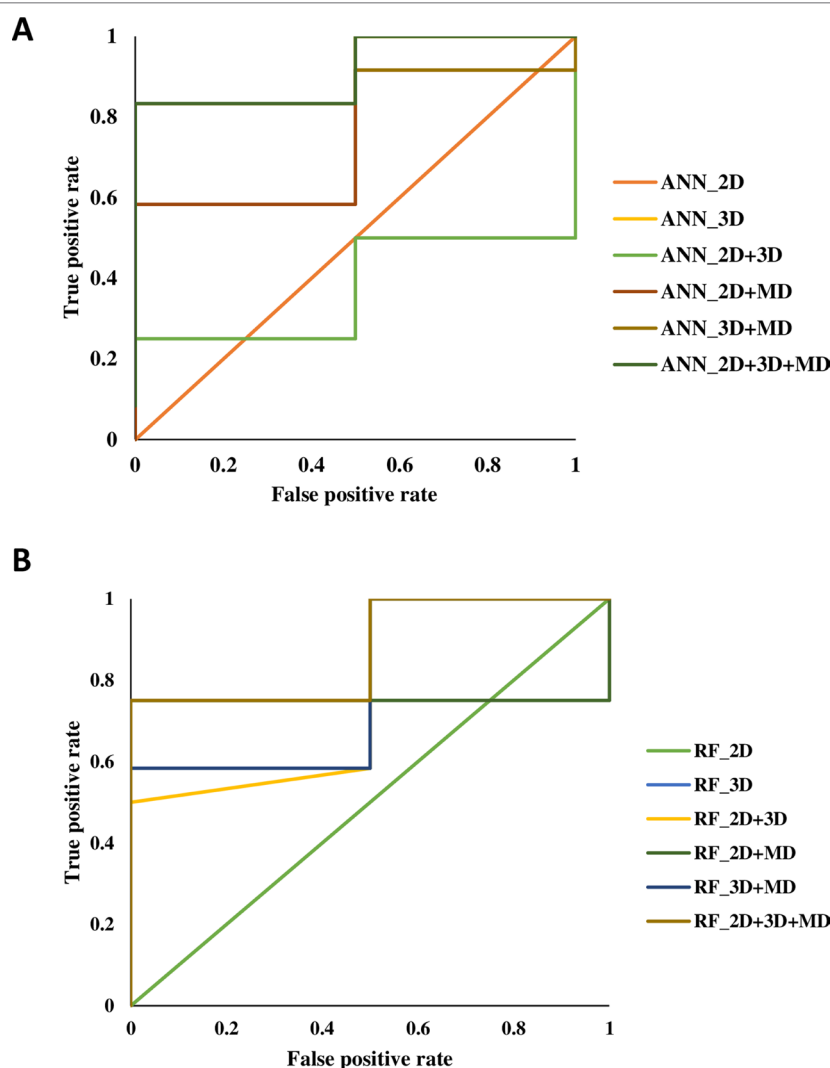 A
1
0.8
0.6
0.4
0.2
0
0 0.2 0.4 0.6 0.8 1
True positive rate
False positive rate
ANN_2D
ANN_3D
ANN_2D+3D
ANN_2D+MD
ANN_3D+MD
ANN_2D+3D+MD
B
1
0.8
0.6
0.4
0.2
0
0 0.2 0.4 0.6 0.8 1
True positive rate
False positive rate
RF_2D
RF_3D
RF_2D+3D
RF_2D+MD
RF_3D+MD
RF_2D+3D+MD